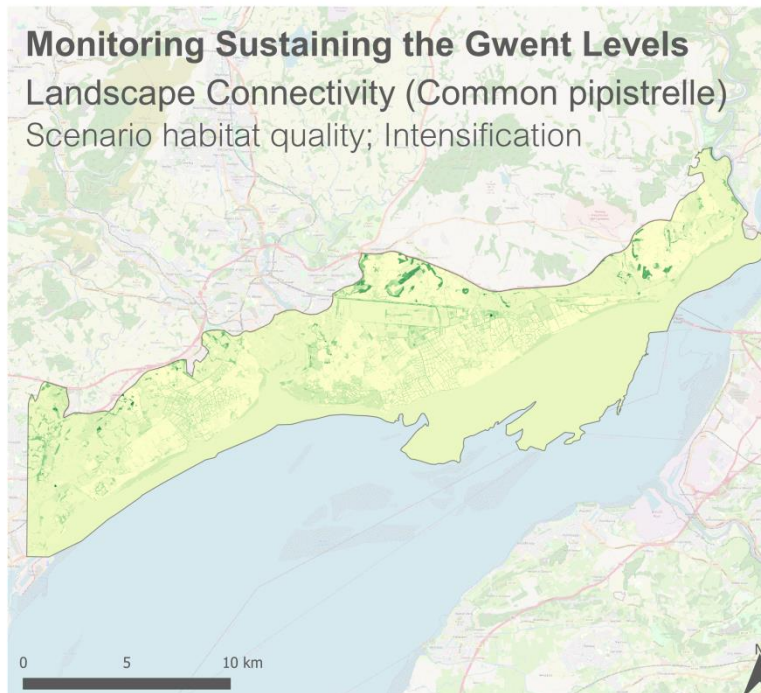 Monitoring Sustaining the Gwent Levels
Landscape Connectivity (Common pipistrelle)
Scenario habitat quality; Intensification
0 5 10 km
N